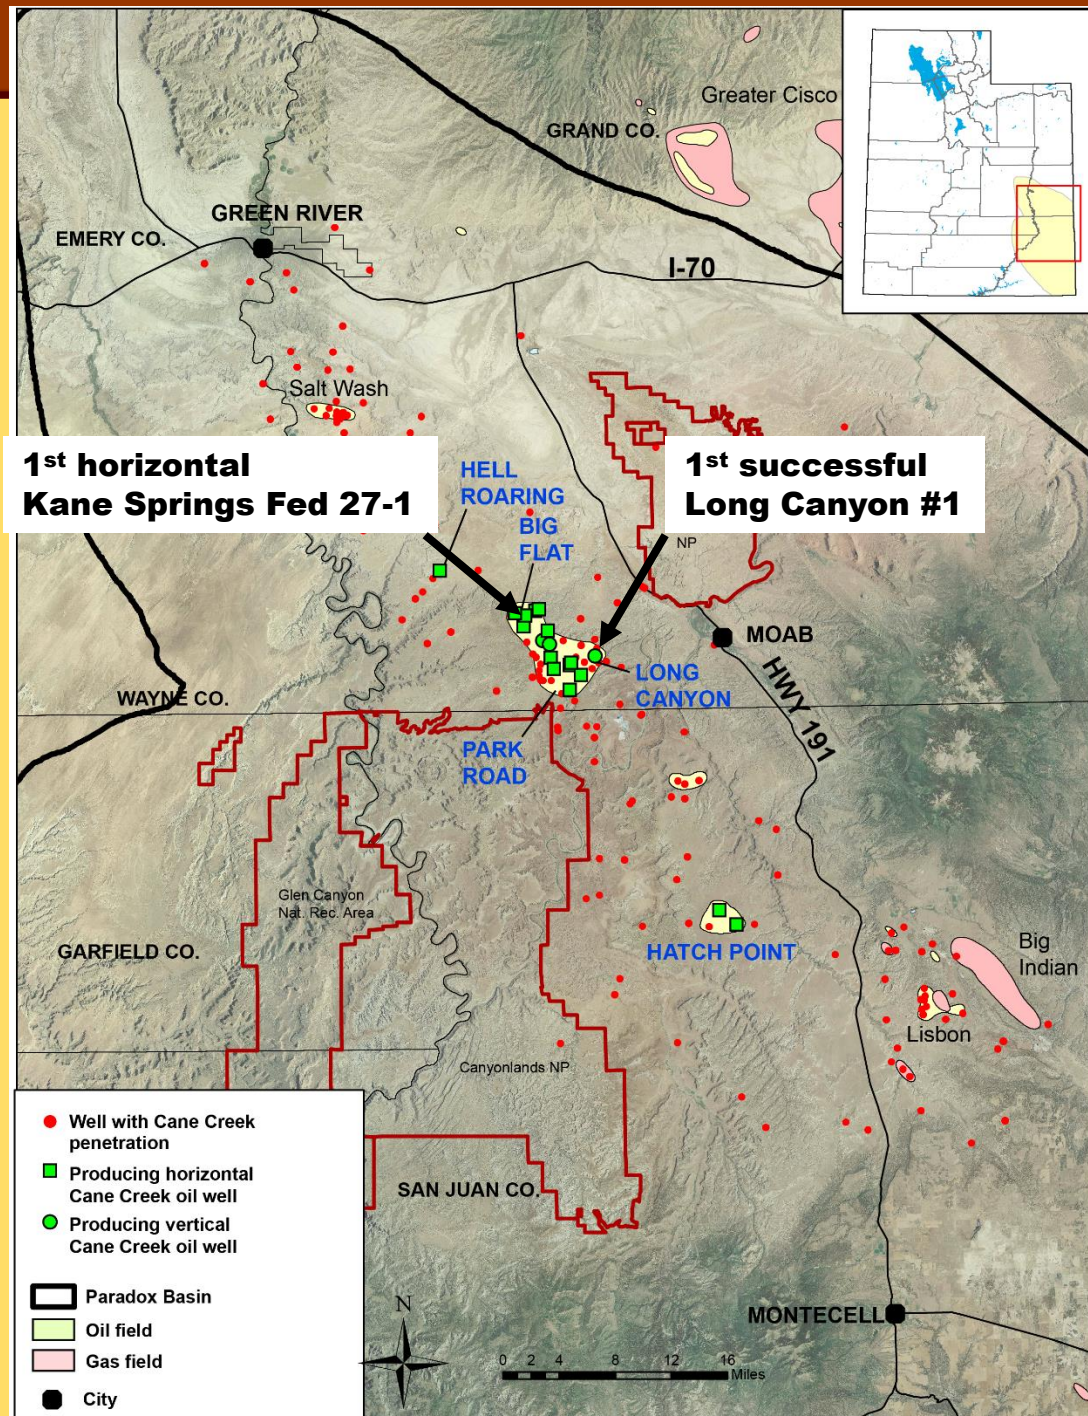 Greater Cisco
GRAND CO.
GREEN RIVER
EMERY CO.
I-70
Salt Wash
1st horizontal
Kane Springs Fed 27-1
1st successful
Long Canyon #1
HELL
ROARING
BIG
FLAT
NP
MOAB
HWY 191
LONG
CANYON
WAYNE CO.
PARK
ROAD
Glen Canyon
Nat. Rec. Area
GARFIELD CO.
HATCH POINT
Big
Indian
Lisbon
Canyonlands NP
SAN JUAN CO.
MONTECELL
Well with Cane Creek
penetration
Producing horizontal
Cane Creek oil well
Producing vertical
Cane Creek oil well
Paradox Basin
Oil field
Gas field
City
N
0 2 4 8 12 16
Miles